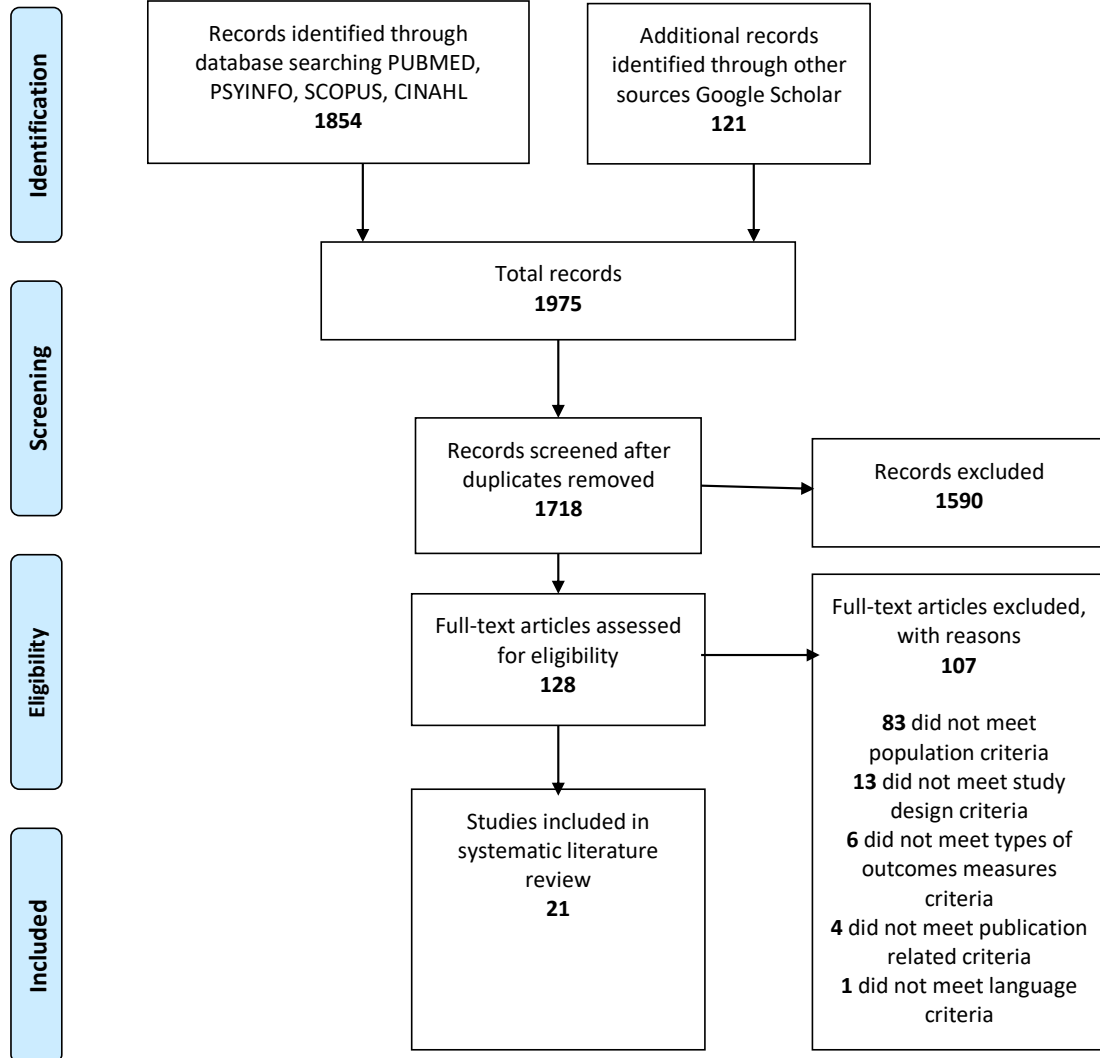 Identification
Records identified through
database searching PUBMED,
PSYINFO, SCOPUS, CINAHL
1854
Additional records
identified through other
sources Google Scholar
121
Total records
1975
Screening
Records screened after
duplicates removed
1718
Records excluded
1590
Eligibility
Full-text articles assessed
for eligibility
128
Full-text articles excluded,
with reasons
107
83 did not meet
population criteria
13 did not meet study
design criteria
6 did not meet types of
outcomes measures
criteria
4 did not meet publication
related criteria
1 did not meet language
criteria
Included
Studies included in
systematic literature
review
21